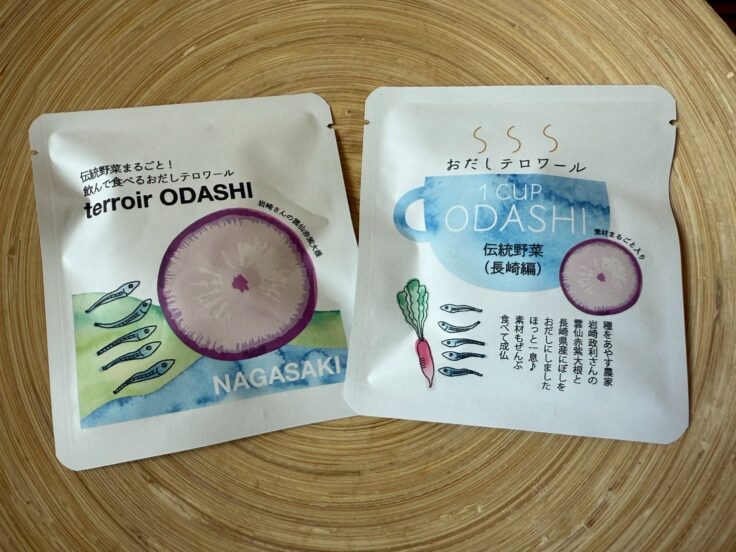 伝統野菜まるごと！
飲んで食べるおだしテロワール
terroir ODASHI
岩崎さんの雲仙赤紫大根
NAGASAKI
おだしテロワール
1 CUP
ODASHI
伝統野菜
（長崎編）
素材まるごと入り
種をあやす農家
岩崎政利さんの
雲仙赤紫大根と
長崎県産にぼしを
おだしにしました
ほっと一息♪
素材もぜんぶ
食べて成仏